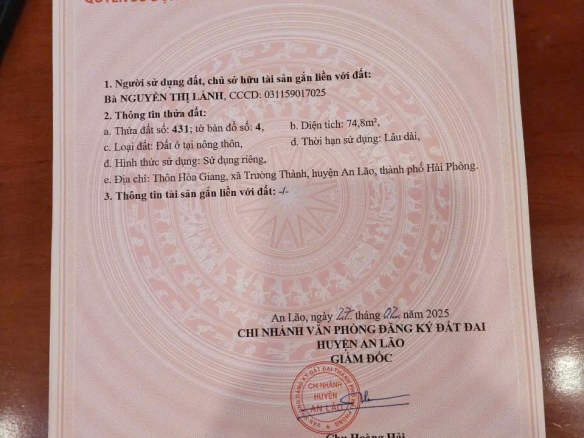 1. Người sử dụng đất, chủ sở hữu tài sản gắn liền với đất:
Bà NGUYỄN THỊ LÁNH, CCCD: 031159017025
2. Thông tin thửa đất:
a. Thửa đất số: 431; tờ bản đồ số: 4, b. Diện tích: 74,8m²,
c. Loại đất: Đất ở tại nông thôn, d. Thời hạn sử dụng: Lâu dài,
d. Hình thức sử dụng: Sử dụng riêng,
e. Địa chỉ: Thôn Hòa Giang, xã Trường Thành, huyện An Lão, thành phố Hải Phòng.
3. Thông tin tài sản gắn liền với đất: -/-
An Lão, ngày 27 tháng 02 năm 2025
CHI NHÁNH VĂN PHÒNG ĐĂNG KÝ ĐẤT ĐAI
HUYỆN AN LÃO
GIÁM ĐỐC
CHI NHÁNH
HUYỆN
AN LÃO
Chu Hoàng Hải